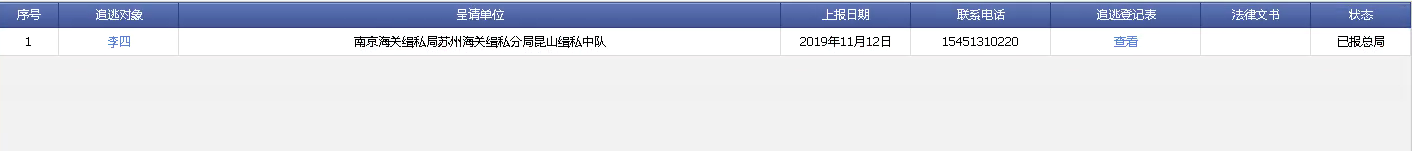 序号 追逃对象 呈请单位 上报日期 联系电话 追逃登记表 法律文书 状态
1 李四 南京海关缉私局苏州海关缉私分局昆山缉私中队 2019年11月12日 15451310220 查看 已报总局